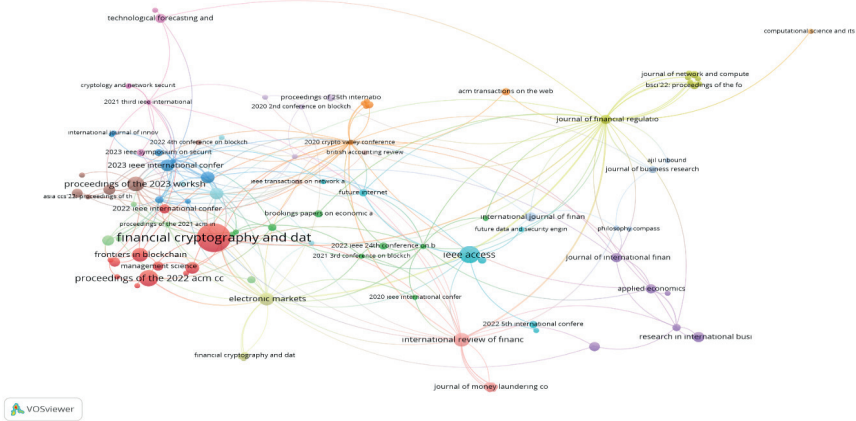 technological forecasting and
computational science and its
journal of network and compute
bsci'22: proceedings of the fo
cryptology and network securit
acm transactions on the web
proceedings of 25th internatio
2021 third ieee international
2020 2nd conference on blockch
journal of financial regulatio
international journal of innov
2022 4th conference on blockch
2020 crypto valley conference
2023 ieee symposium on securit
british accounting review
ajil unbound
2023 ieee international confer
journal of business research
proceedings of the 2023 worksh
ieee transactions on network a
future internet
asia ccs 22: proceedings of th
2022 ieee international confer
brookings papers on economic a
international journal of finan
proceedings of the 2021 acm in
future data and security engin
philosophy compass
financial cryptography and dat
2022 ieee 24th conference on b
frontiers in blockchain
2021 3rd conference on blockch
ieee access
journal of international finan
management science
proceedings of the 2022 acm cc
applied economics
electronic markets
2020 ieee international confer
2022 5th international confere
international review of financ
research in international busi
financial cryptography and dat
journal of money laundering co
VOSviewer